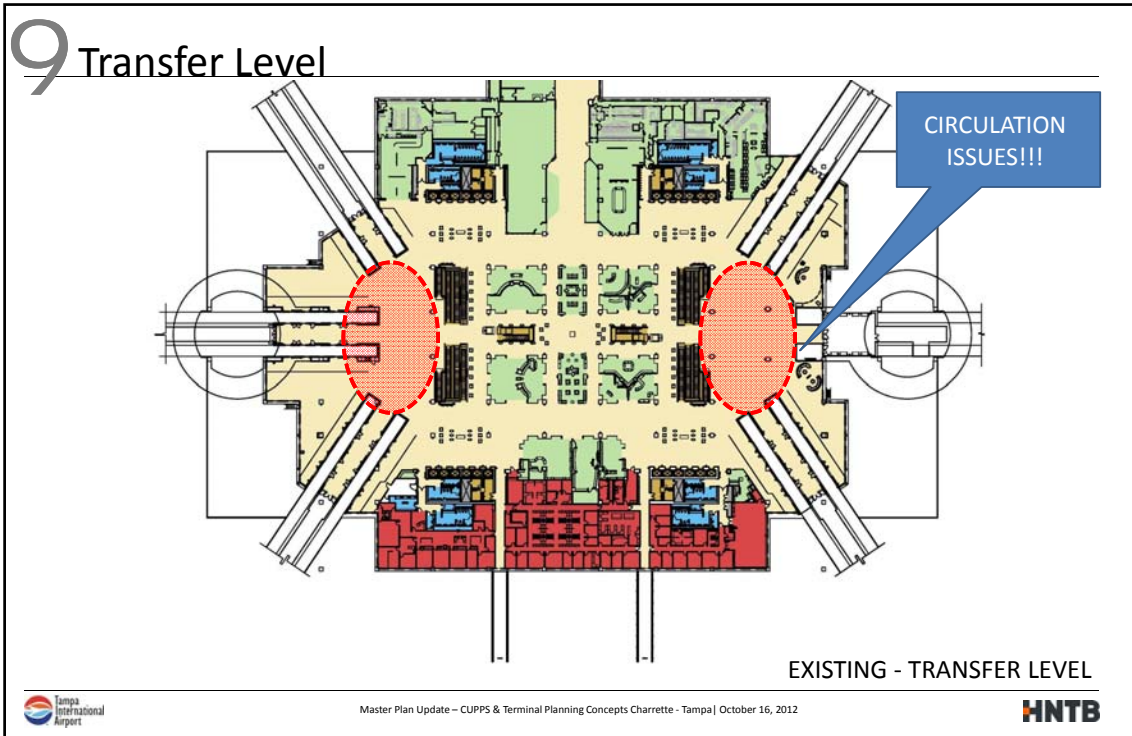 9 Transfer Level
CIRCULATION
ISSUES!!!
EXISTING - TRANSFER LEVEL
Tampa
International
Airport
Master Plan Update – CUPPS & Terminal Planning Concepts Charrette - Tampa| October 16, 2012
HNTB